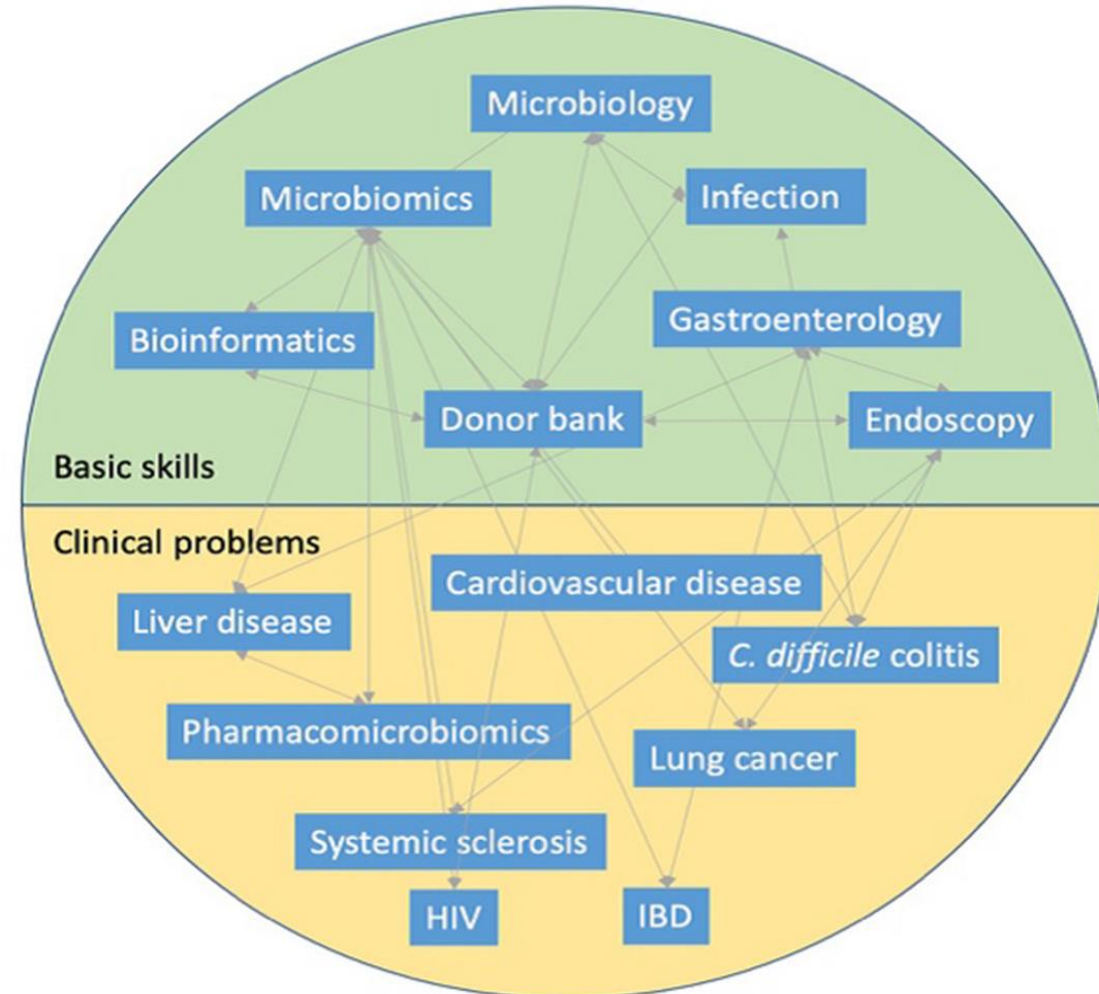 Microbiology
Microbiomics
Infection
Gastroenterology
Bioinformatics
Donor bank
Endoscopy
Basic skills
Clinical problems
Cardiovascular disease
Liver disease
C. difficile colitis
Pharmacomicrobiomics
Lung cancer
Systemic sclerosis
HIV
IBD